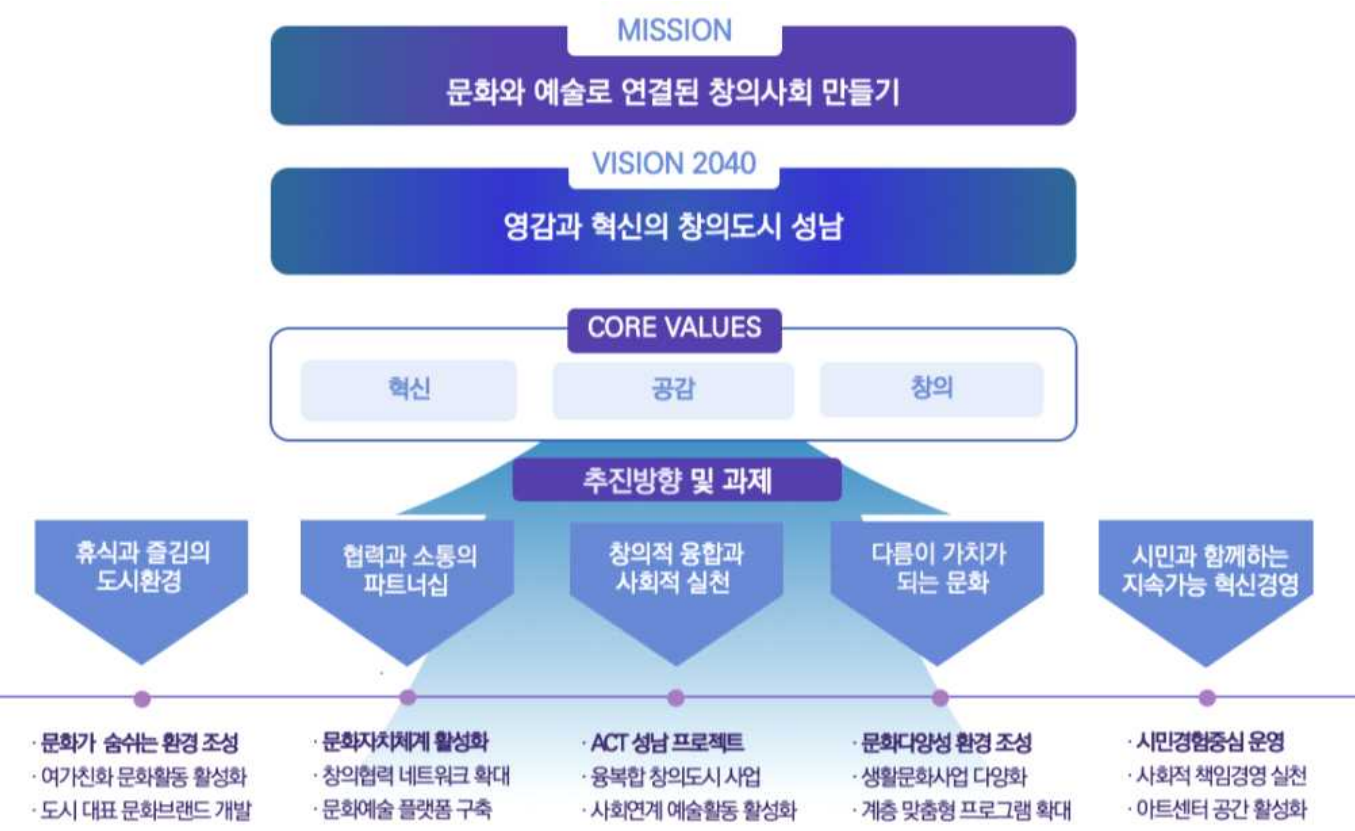 MISSION
문화와 예술로 연결된 창의사회 만들기
VISION 2040
영감과 혁신의 창의도시 성남
CORE VALUES
혁신
공감
창의
추진방향 및 과제
휴식과 즐김의
도시환경
협력과 소통의
파트너십
창의적 융합과
사회적 실천
다름이 가치가
되는 문화
시민과 함께하는
지속가능 혁신경영
· 문화가 숨쉬는 환경 조성
· 여가친화 문화활동 활성화
· 도시 대표 문화브랜드 개발
· 문화자치체계 활성화
· 창의협력 네트워크 확대
· 문화예술 플랫폼 구축
· ACT 성남 프로젝트
· 융복합 창의도시 사업
· 사회연계 예술활동 활성화
· 문화다양성 환경 조성
· 생활문화사업 다양화
· 계층 맞춤형 프로그램 확대
· 시민경험중심 운영
· 사회적 책임경영 실천
· 아트센터 공간 활성화